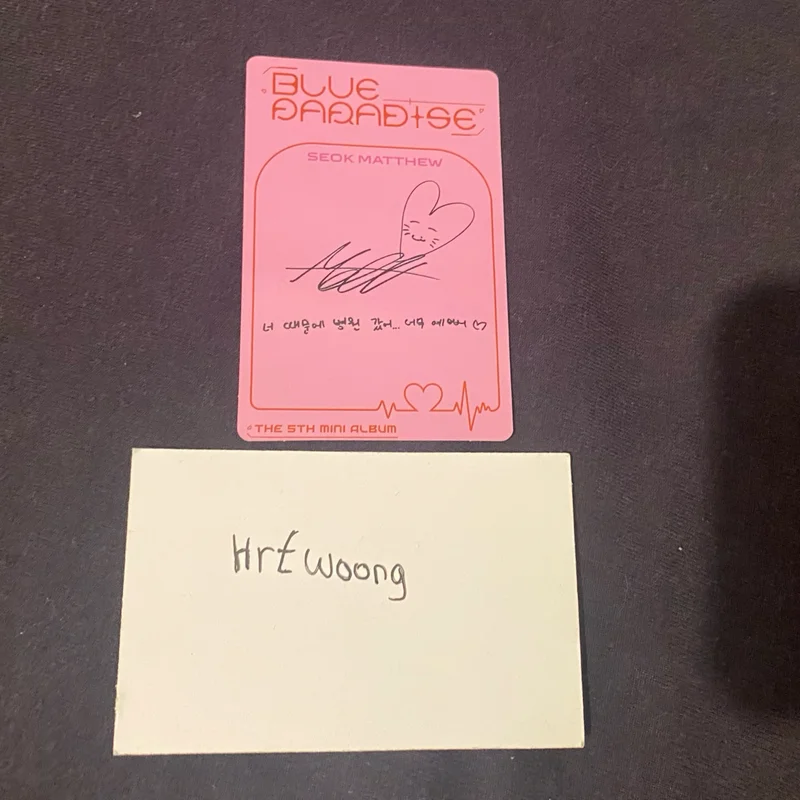 BLUE
PARADISE
SEOK MATTHEW
너 때문에 병원 갔어... 너무 예뻐서 ♡
THE 5TH MINI ALBUM
Hrtwoong